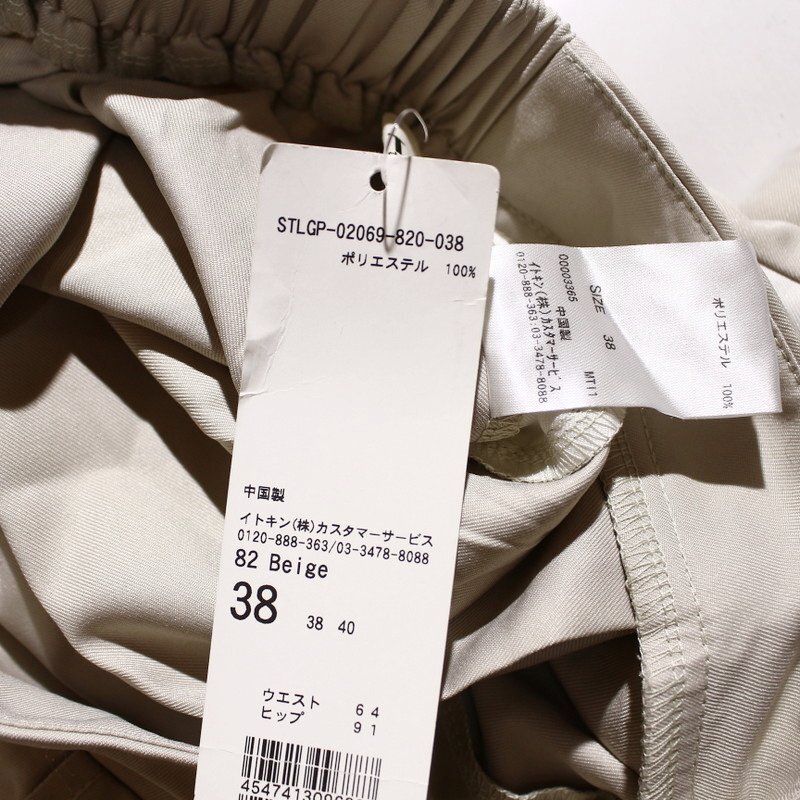 STLGP-02069-820-038
ポリエステル 100%
中国製
イトキン(株)カスタマーサービス
0120-888-363/03-3478-8088
82 Beige
38 38 40
ウエスト 64
ヒップ 91
ポリエステル 100%
SIZE 38 MTI1
00003365 中国製
イトキン(株)カスタマーサービス
0120-888-363:03-3478-8088